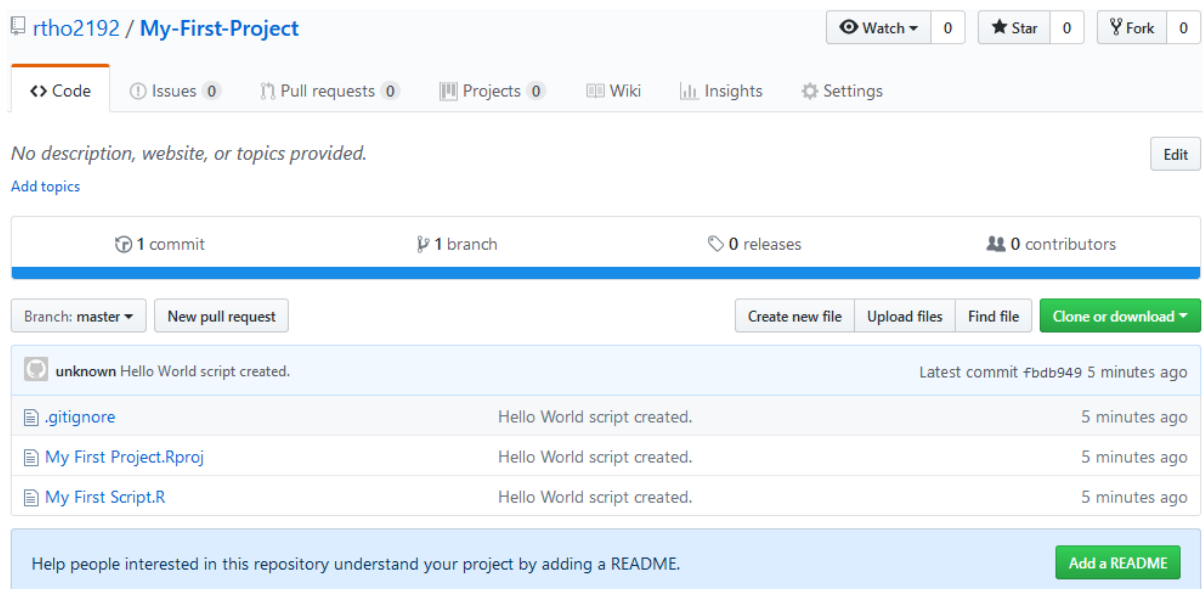 rtho2192 / My-First-Project Watch 0 Star 0 Fork 0
Code Issues 0 Pull requests 0 Projects 0 Wiki Insights Settings
No description, website, or topics provided. Edit
Add topics
1 commit 1 branch 0 releases 0 contributors
Branch: master New pull request Create new file Upload files Find file Clone or download
unknown Hello World script created. Latest commit fbdb949 5 minutes ago
.gitignore Hello World script created. 5 minutes ago
My First Project.Rproj Hello World script created. 5 minutes ago
My First Script.R Hello World script created. 5 minutes ago
Help people interested in this repository understand your project by adding a README. Add a README